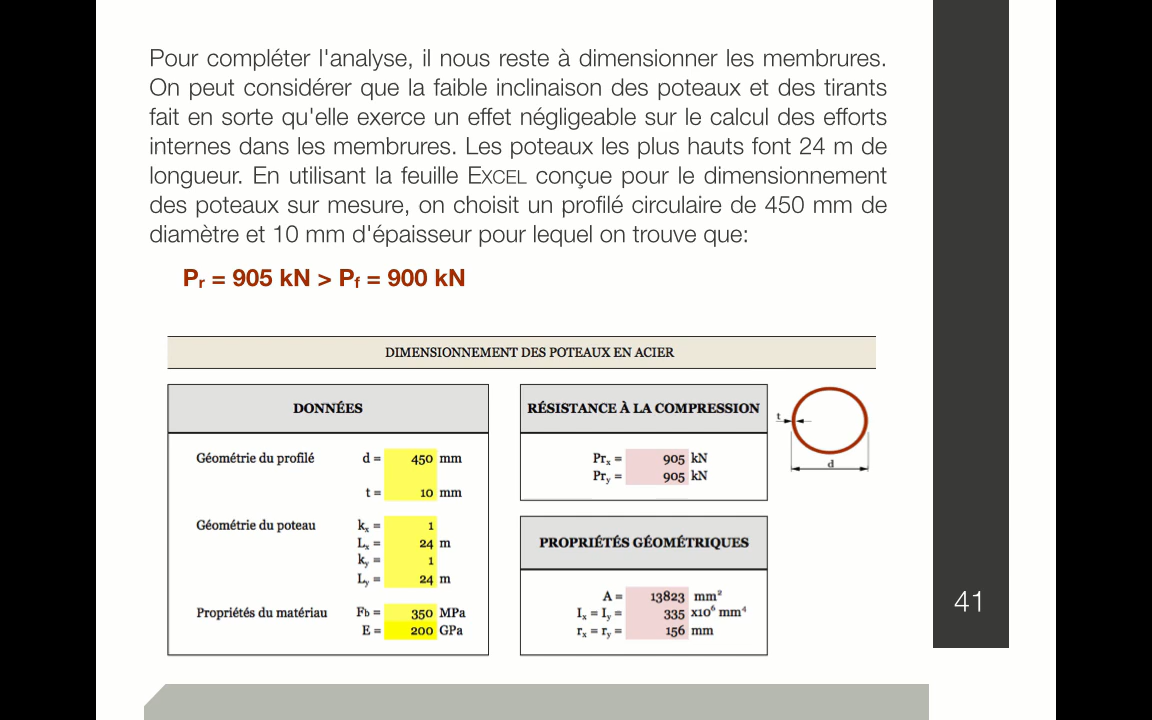 Pour compléter l'analyse, il nous reste à dimensionner les membrures.
On peut considérer que la faible inclinaison des poteaux et des tirants
fait en sorte qu'elle exerce un effet négligeable sur le calcul des efforts
internes dans les membrures. Les poteaux les plus hauts font 24 m de
longueur. En utilisant la feuille EXCEL conçue pour le dimensionnement
des poteaux sur mesure, on choisit un profilé circulaire de 450 mm de
diamètre et 10 mm d'épaisseur pour lequel on trouve que:
Pr = 905 kN > Pf = 900 kN
DIMENSIONNEMENT DES POTEAUX EN ACIER
DONNÉES
Géométrie du profilé d = 450 mm
t = 10 mm
Géométrie du poteau kx = 1
Lx = 24 m
ky = 1
Ly = 24 m
Propriétés du matériau Fb = 350 MPa
E = 200 GPa
RÉSISTANCE À LA COMPRESSION
Prx = 905 kN
Pry = 905 kN
t
d
PROPRIÉTÉS GÉOMÉTRIQUES
A = 13823 mm²
Ix = Iy = 335 x10⁶ mm⁴
rx = ry = 156 mm
41